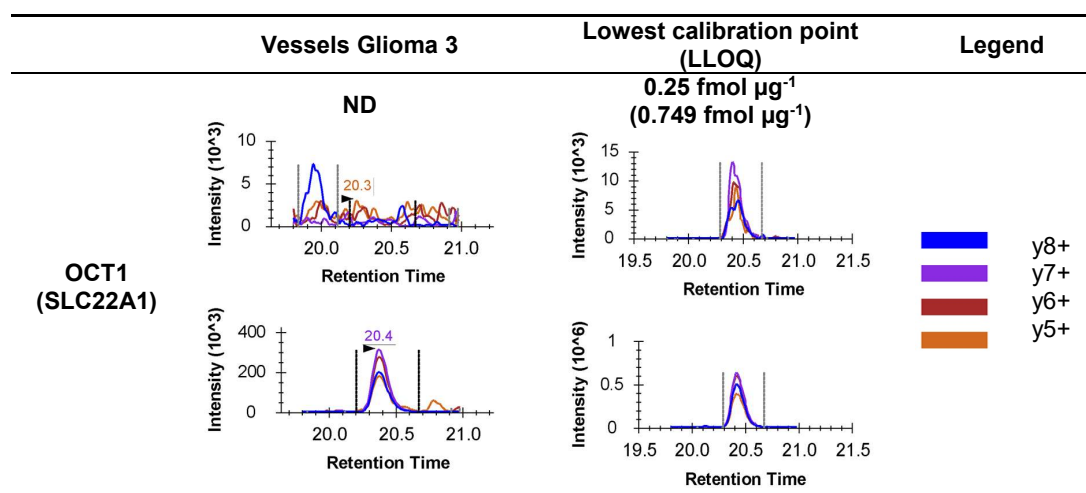 Vessels Glioma 3
Lowest calibration point
(LLOQ)
Legend
OCT1
(SLC22A1)
ND
0.25 fmol µg-1
(0.749 fmol µg-1)
Intensity (10^3)
10
5
0
20.3
20.0
20.5
21.0
Retention Time
Intensity (10^3)
15
10
5
0
19.5
20.0
20.5
21.0
21.5
Retention Time
y8+
y7+
y6+
y5+
Intensity (10^3)
400
200
0
20.4
20.0
20.5
21.0
Retention Time
Intensity (10^6)
1
0.5
0
19.5
20.0
20.5
21.0
21.5
Retention Time